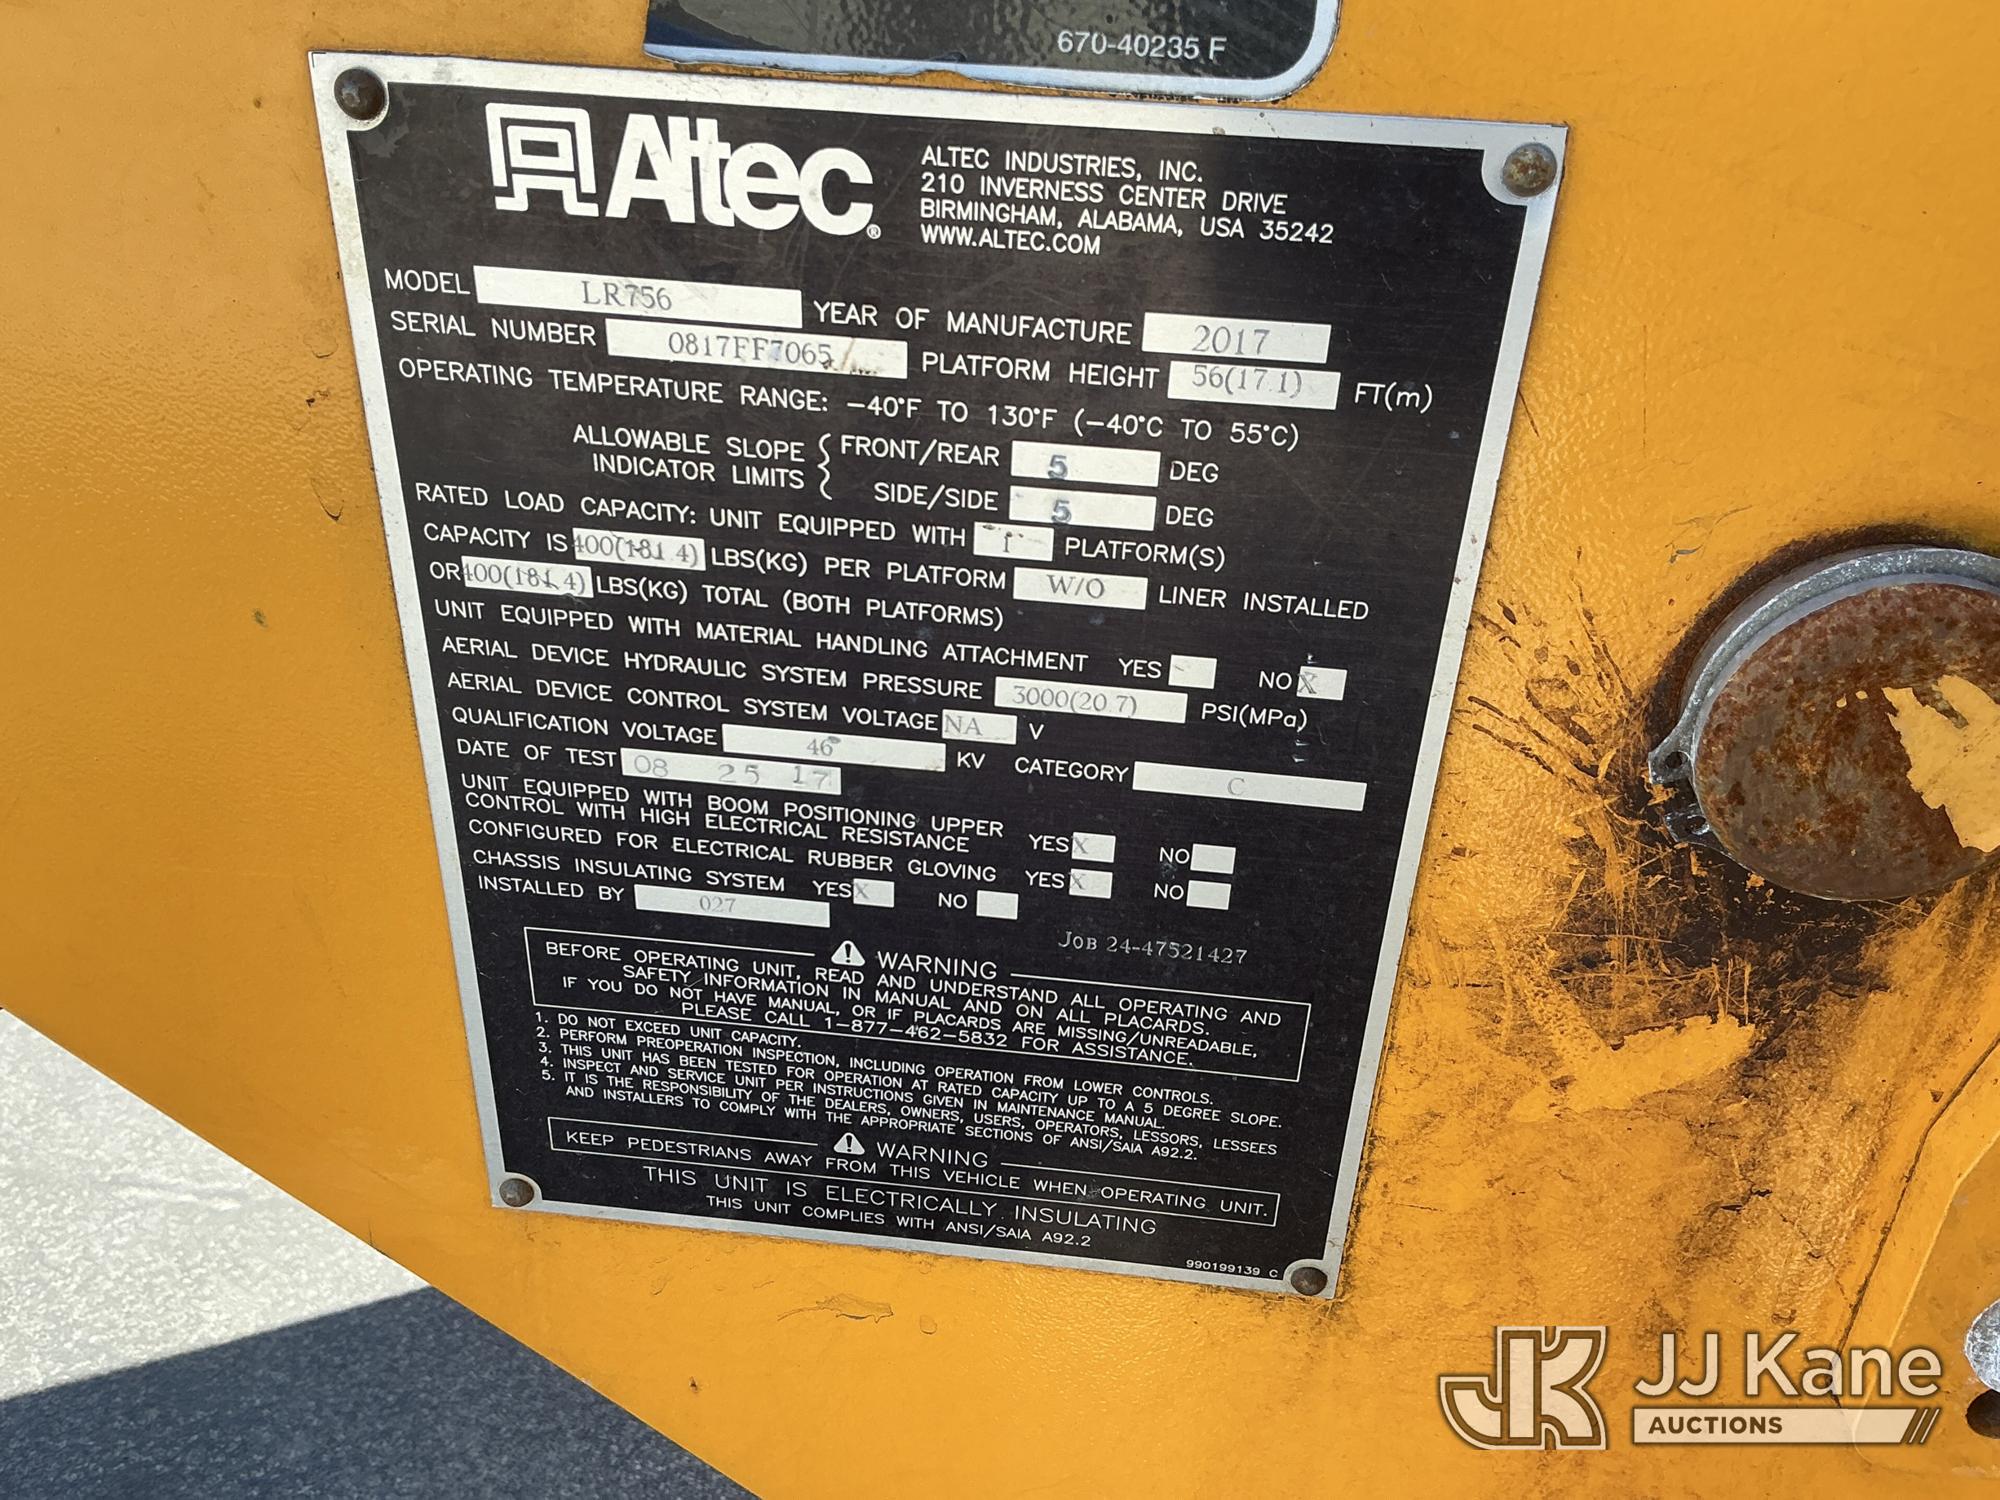 670-40235 F
Altec®
ALTEC INDUSTRIES, INC.
210 INVERNESS CENTER DRIVE
BIRMINGHAM, ALABAMA, USA 35242
WWW.ALTEC.COM
MODEL LR756 YEAR OF MANUFACTURE 2017
SERIAL NUMBER 0817FF7065 PLATFORM HEIGHT 56(17.1) FT(m)
OPERATING TEMPERATURE RANGE: -40°F TO 130°F (-40°C TO 55°C)
ALLOWABLE SLOPE INDICATOR LIMITS { FRONT/REAR 5 DEG
SIDE/SIDE 5 DEG
RATED LOAD CAPACITY: UNIT EQUIPPED WITH 1 PLATFORM(S)
CAPACITY IS 400(181.4) LBS(KG) PER PLATFORM W/O LINER INSTALLED
OR 400(181.4) LBS(KG) TOTAL (BOTH PLATFORMS)
UNIT EQUIPPED WITH MATERIAL HANDLING ATTACHMENT YES NO X
AERIAL DEVICE HYDRAULIC SYSTEM PRESSURE 3000(20.7) PSI(MPa)
AERIAL DEVICE CONTROL SYSTEM VOLTAGE NA V
QUALIFICATION VOLTAGE 46 KV CATEGORY C
DATE OF TEST 08 25 17
UNIT EQUIPPED WITH BOOM POSITIONING UPPER
CONTROL WITH HIGH ELECTRICAL RESISTANCE YES X NO
CONFIGURED FOR ELECTRICAL RUBBER GLOVING YES X NO
CHASSIS INSULATING SYSTEM YES X NO
INSTALLED BY 027
JOB 24-47521427
WARNING
BEFORE OPERATING UNIT, READ AND UNDERSTAND ALL OPERATING AND
SAFETY INFORMATION IN MANUAL AND ON ALL PLACARDS.
IF YOU DO NOT HAVE MANUAL, OR IF PLACARDS ARE MISSING/UNREADABLE,
PLEASE CALL 1-877-462-5832 FOR ASSISTANCE.
1. DO NOT EXCEED UNIT CAPACITY.
2. PERFORM PREOPERATION INSPECTION, INCLUDING OPERATION FROM LOWER CONTROLS.
3. THIS UNIT HAS BEEN TESTED FOR OPERATION AT RATED CAPACITY UP TO A 5 DEGREE SLOPE.
4. INSPECT AND SERVICE UNIT PER INSTRUCTIONS GIVEN IN MAINTENANCE MANUAL.
5. IT IS THE RESPONSIBILITY OF THE DEALERS, OWNERS, USERS, OPERATORS, LESSORS, LESSEES
AND INSTALLERS TO COMPLY WITH THE APPROPRIATE SECTIONS OF ANSI/SAIA A92.2.
WARNING
KEEP PEDESTRIANS AWAY FROM THIS VEHICLE WHEN OPERATING UNIT.
THIS UNIT IS ELECTRICALLY INSULATING
THIS UNIT COMPLIES WITH ANSI/SAIA A92.2
990199139 C
JK JJ Kane
AUCTIONS